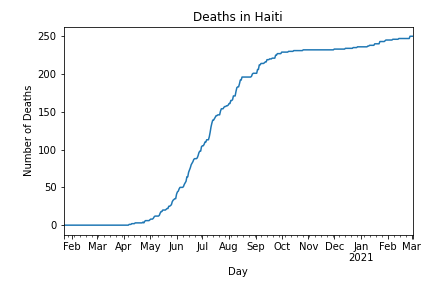 Deaths in Haiti
Number of Deaths
250
200
150
100
50
0
Feb Mar Apr May Jun Jul Aug Sep Oct Nov Dec Jan Feb Mar
2021
Day